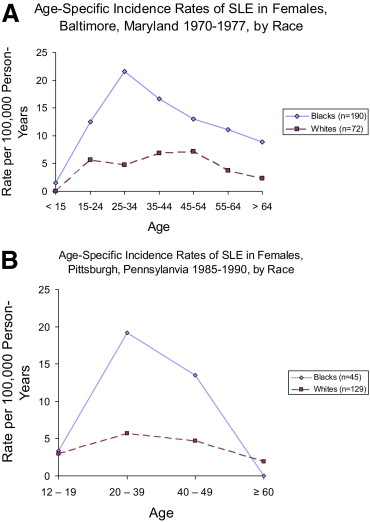 A
Age-Specific Incidence Rates of SLE in Females,
Baltimore, Maryland 1970-1977, by Race
Rate per 100,000 Person-
Years
25
20
15
10
5
0
< 15 15-24 25-34 35-44 45-54 55-64 > 64
Age
Blacks (n=190)
Whites (n=72)
B
Age-Specific Incidence Rates of SLE in Females,
Pittsburgh, Pennsylanvia 1985-1990, by Race
Rate per 100,000 Person-
Years
25
20
15
10
5
0
12 – 19 20 – 39 40 – 49 ≥ 60
Age
Blacks (n=45)
Whites (n=129)